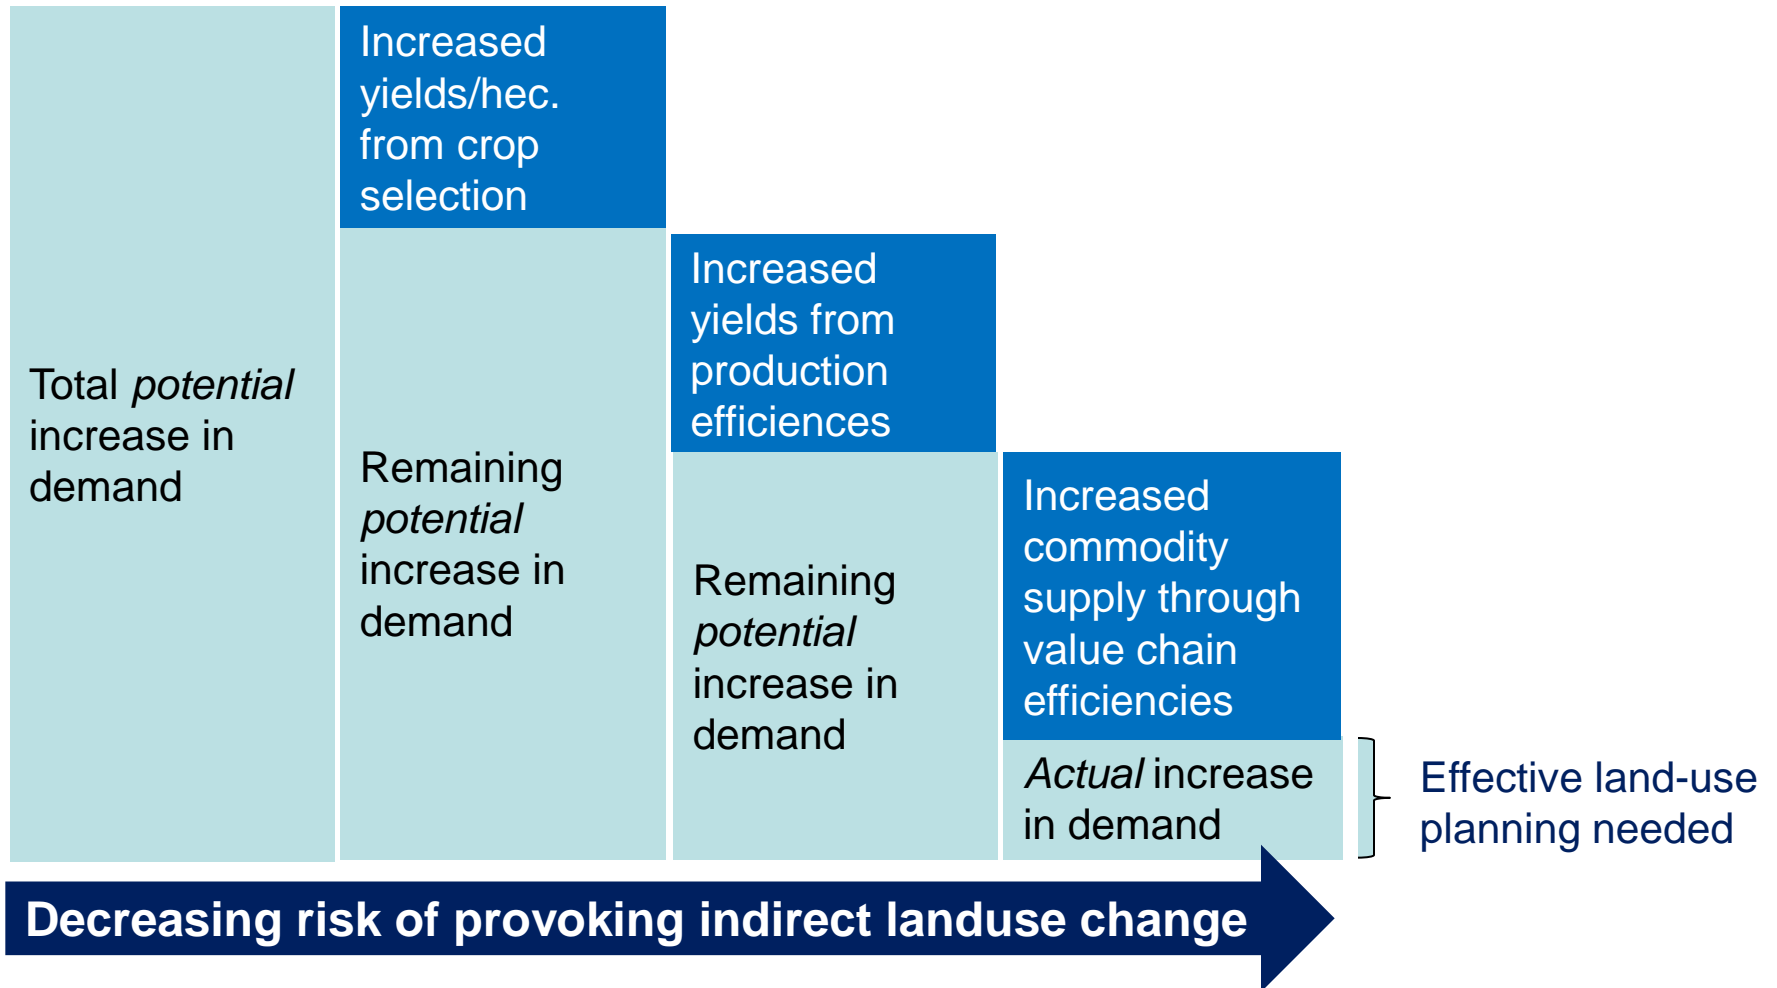 Total potential
increase in
demand
Increased
yields/hec.
from crop
selection
Remaining
potential
increase in
demand
Increased
yields from
production
efficiences
Remaining
potential
increase in
demand
Increased
commodity
supply through
value chain
efficiencies
Actual increase
in demand
Effective land-use
planning needed
Decreasing risk of provoking indirect landuse change